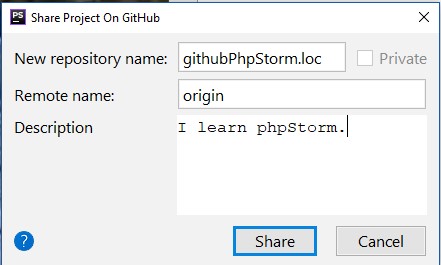 PS Share Project On GitHub
New repository name: githubPhpStorm.loc Private
Remote name: origin
Description I learn phpStorm.
? Share Cancel